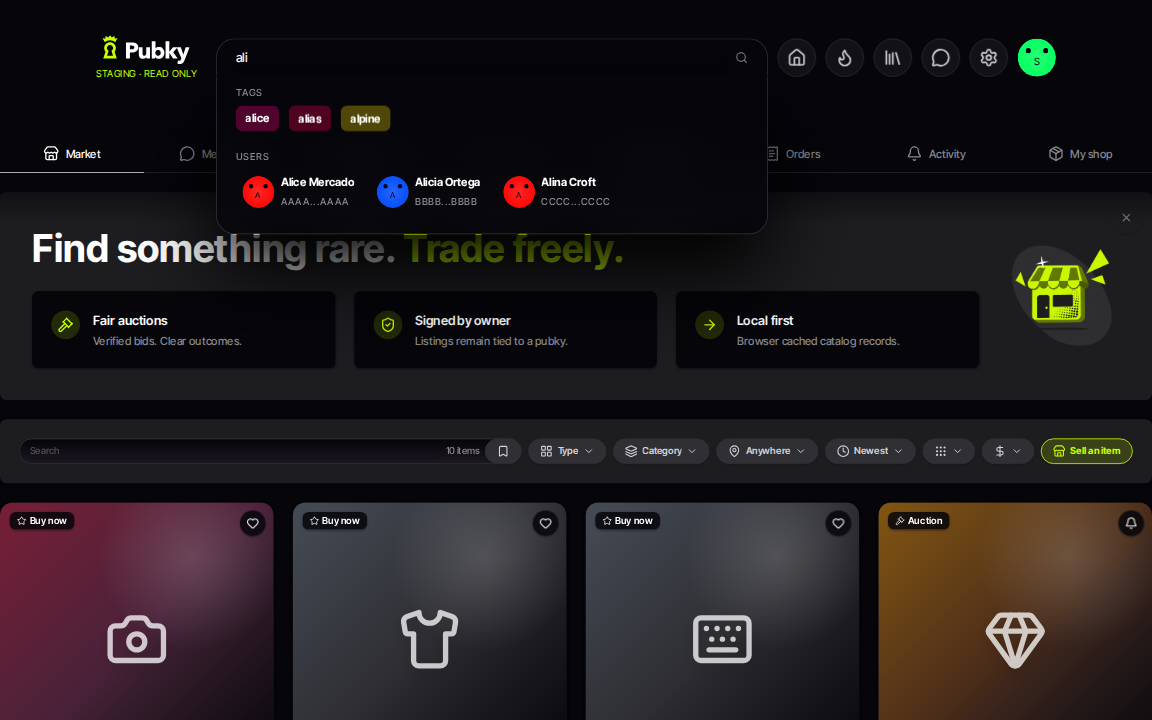 Pubky
STAGING · READ ONLY
ali
TAGS
alice alias alpine
USERS
Alice Mercado
AAAA...AAAA
Alicia Ortega
BBBB...BBBB
Alina Croft
CCCC...CCCC
S
Market
Me
Orders
Activity
My shop
Find something rare. Trade freely.
Fair auctions
Verified bids. Clear outcomes.
Signed by owner
Listings remain tied to a pubky.
Local first
Browser cached catalog records.
Search
10 items
Type
Category
Anywhere
Newest
Sell an item
Buy now
Buy now
Buy now
Auction